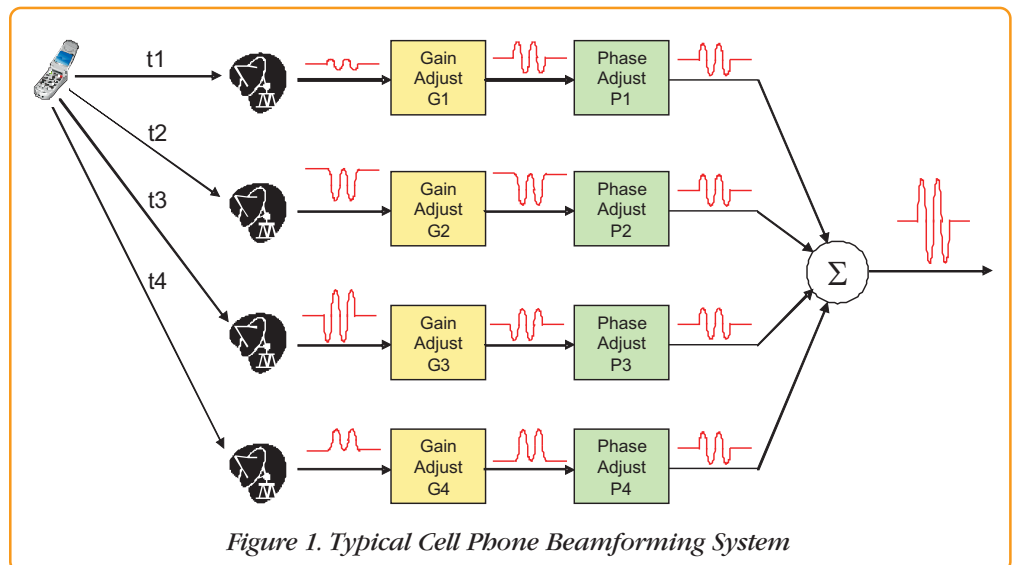 t1
Gain
Adjust
G1
Phase
Adjust
P1
t2
Gain
Adjust
G2
Phase
Adjust
P2
t3
t4
Σ
Gain
Adjust
G3
Phase
Adjust
P3
Gain
Adjust
G4
Phase
Adjust
P4
Figure 1. Typical Cell Phone Beamforming System